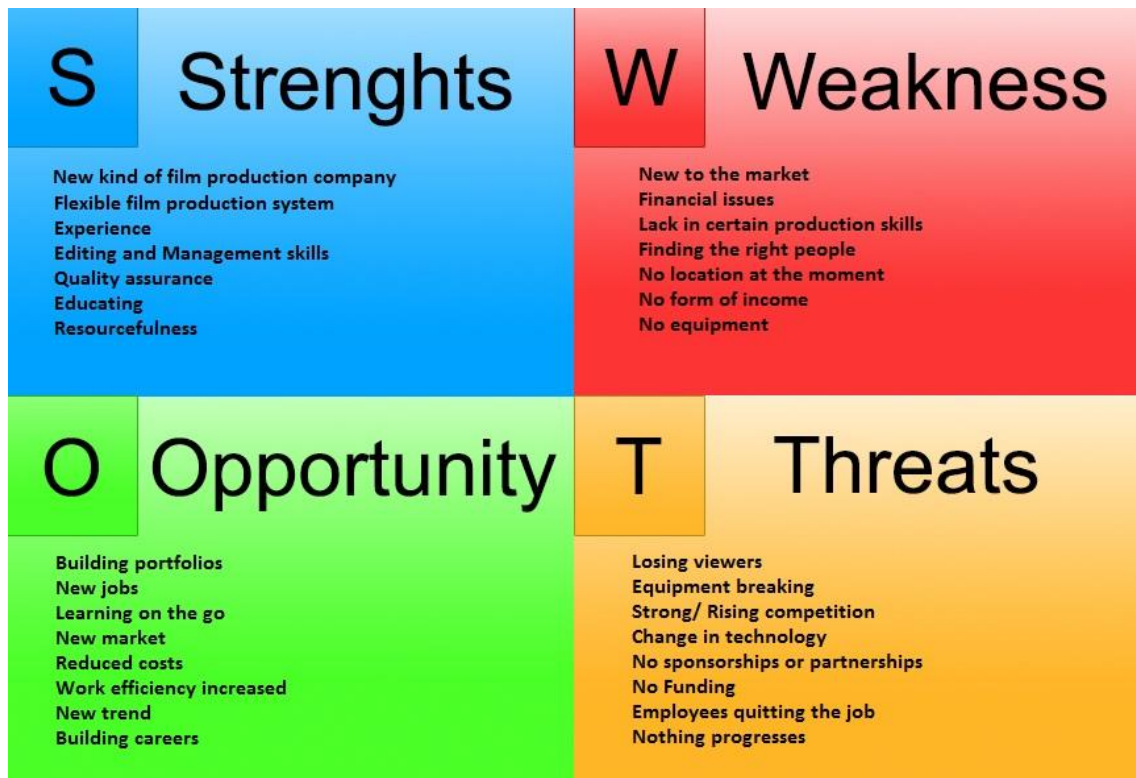 S Strenghts
New kind of film production company
Flexible film production system
Experience
Editing and Management skills
Quality assurance
Educating
Resourcefulness
W Weakness
New to the market
Financial issues
Lack in certain production skills
Finding the right people
No location at the moment
No form of income
No equipment
O Opportunity
Building portfolios
New jobs
Learning on the go
New market
Reduced costs
Work efficiency increased
New trend
Building careers
T Threats
Losing viewers
Equipment breaking
Strong/ Rising competition
Change in technology
No sponsorships or partnerships
No Funding
Employees quitting the job
Nothing progresses